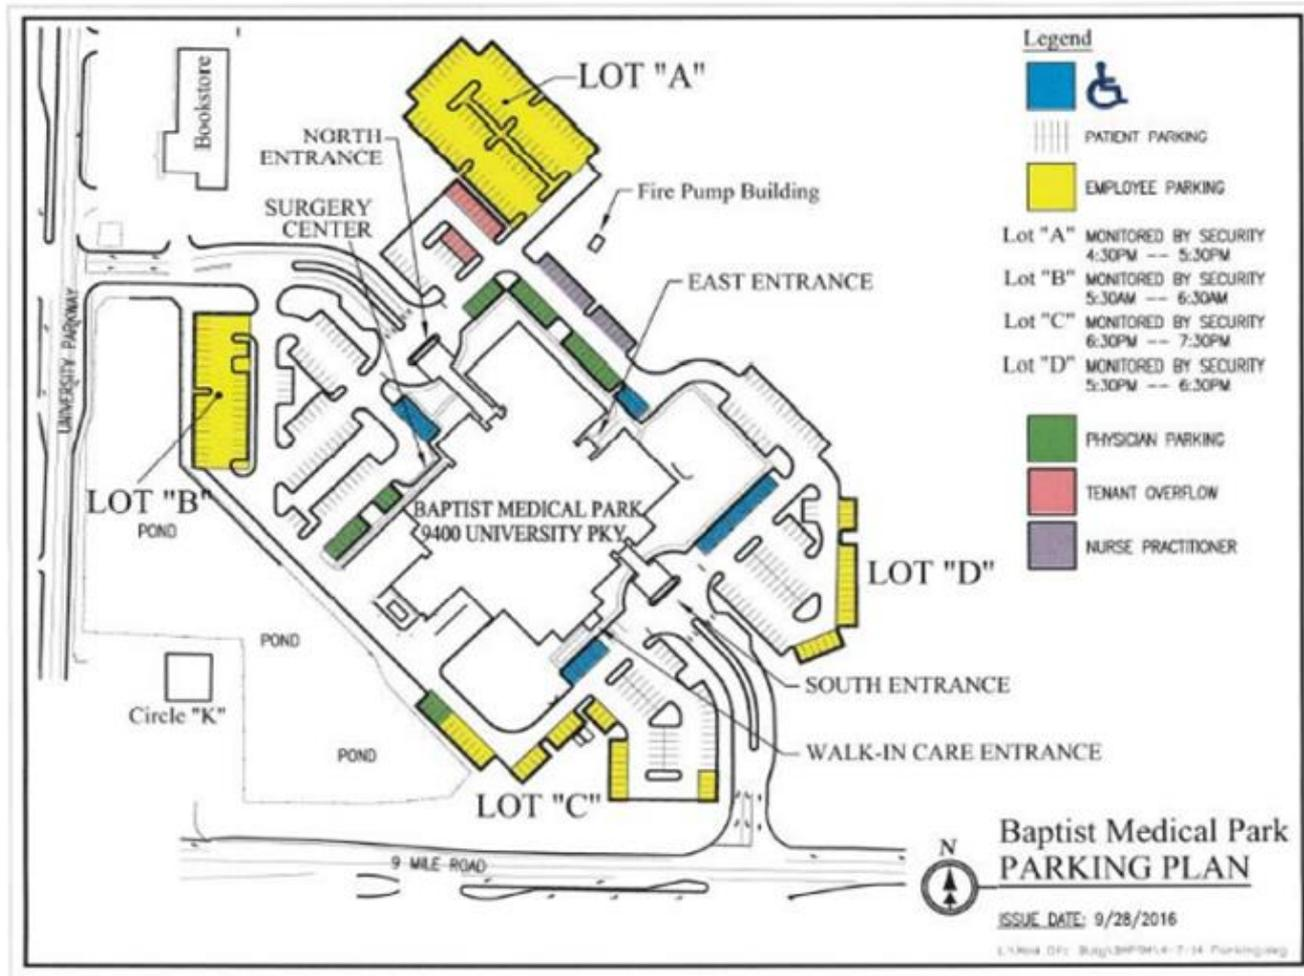 Legend
PATIENT PARKING
EMPLOYEE PARKING
Lot "A" MONITORED BY SECURITY
4:30PM -- 5:30PM
Lot "B" MONITORED BY SECURITY
5:30AM -- 6:30AM
Lot "C" MONITORED BY SECURITY
6:30PM -- 7:30PM
Lot "D" MONITORED BY SECURITY
5:30PM -- 6:30PM
PHYSICIAN PARKING
TENANT OVERFLOW
NURSE PRACTITIONER
LOT "A"
Bookstore
NORTH
ENTRANCE
Fire Pump Building
SURGERY
CENTER
EAST ENTRANCE
UNIVERSITY PARKWAY
LOT "B"
POND
BAPTIST MEDICAL PARK
9400 UNIVERSITY PKY
LOT "D"
POND
SOUTH ENTRANCE
Circle "K"
POND
WALK-IN CARE ENTRANCE
LOT "C"
9 MILE ROAD
N
Baptist Medical Park
PARKING PLAN
ISSUE DATE: 9/28/2016